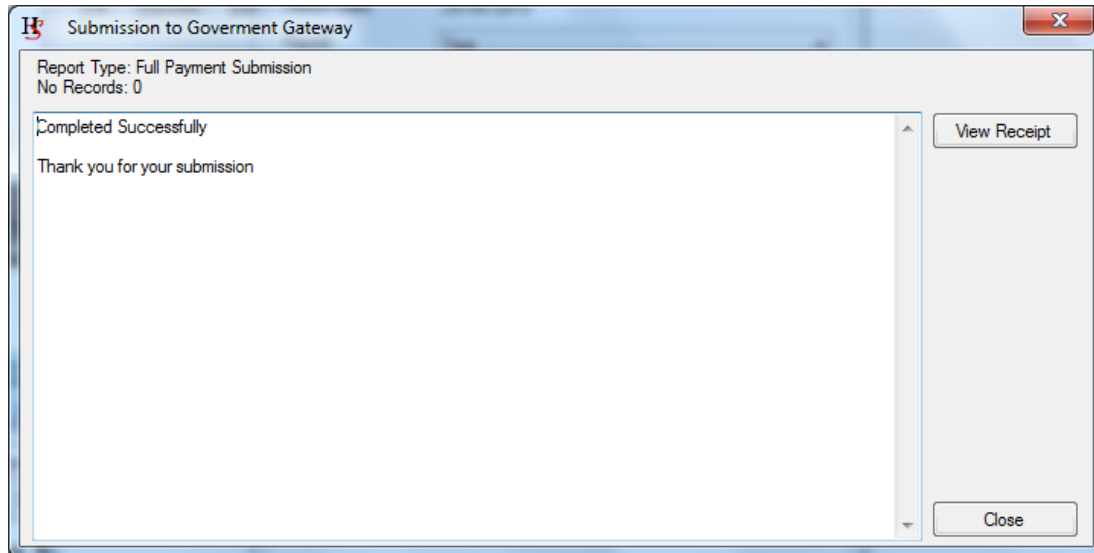 Submission to Goverment Gateway
Report Type: Full Payment Submission
No Records: 0
Completed Successfully
View Receipt
Thank you for your submission
Close